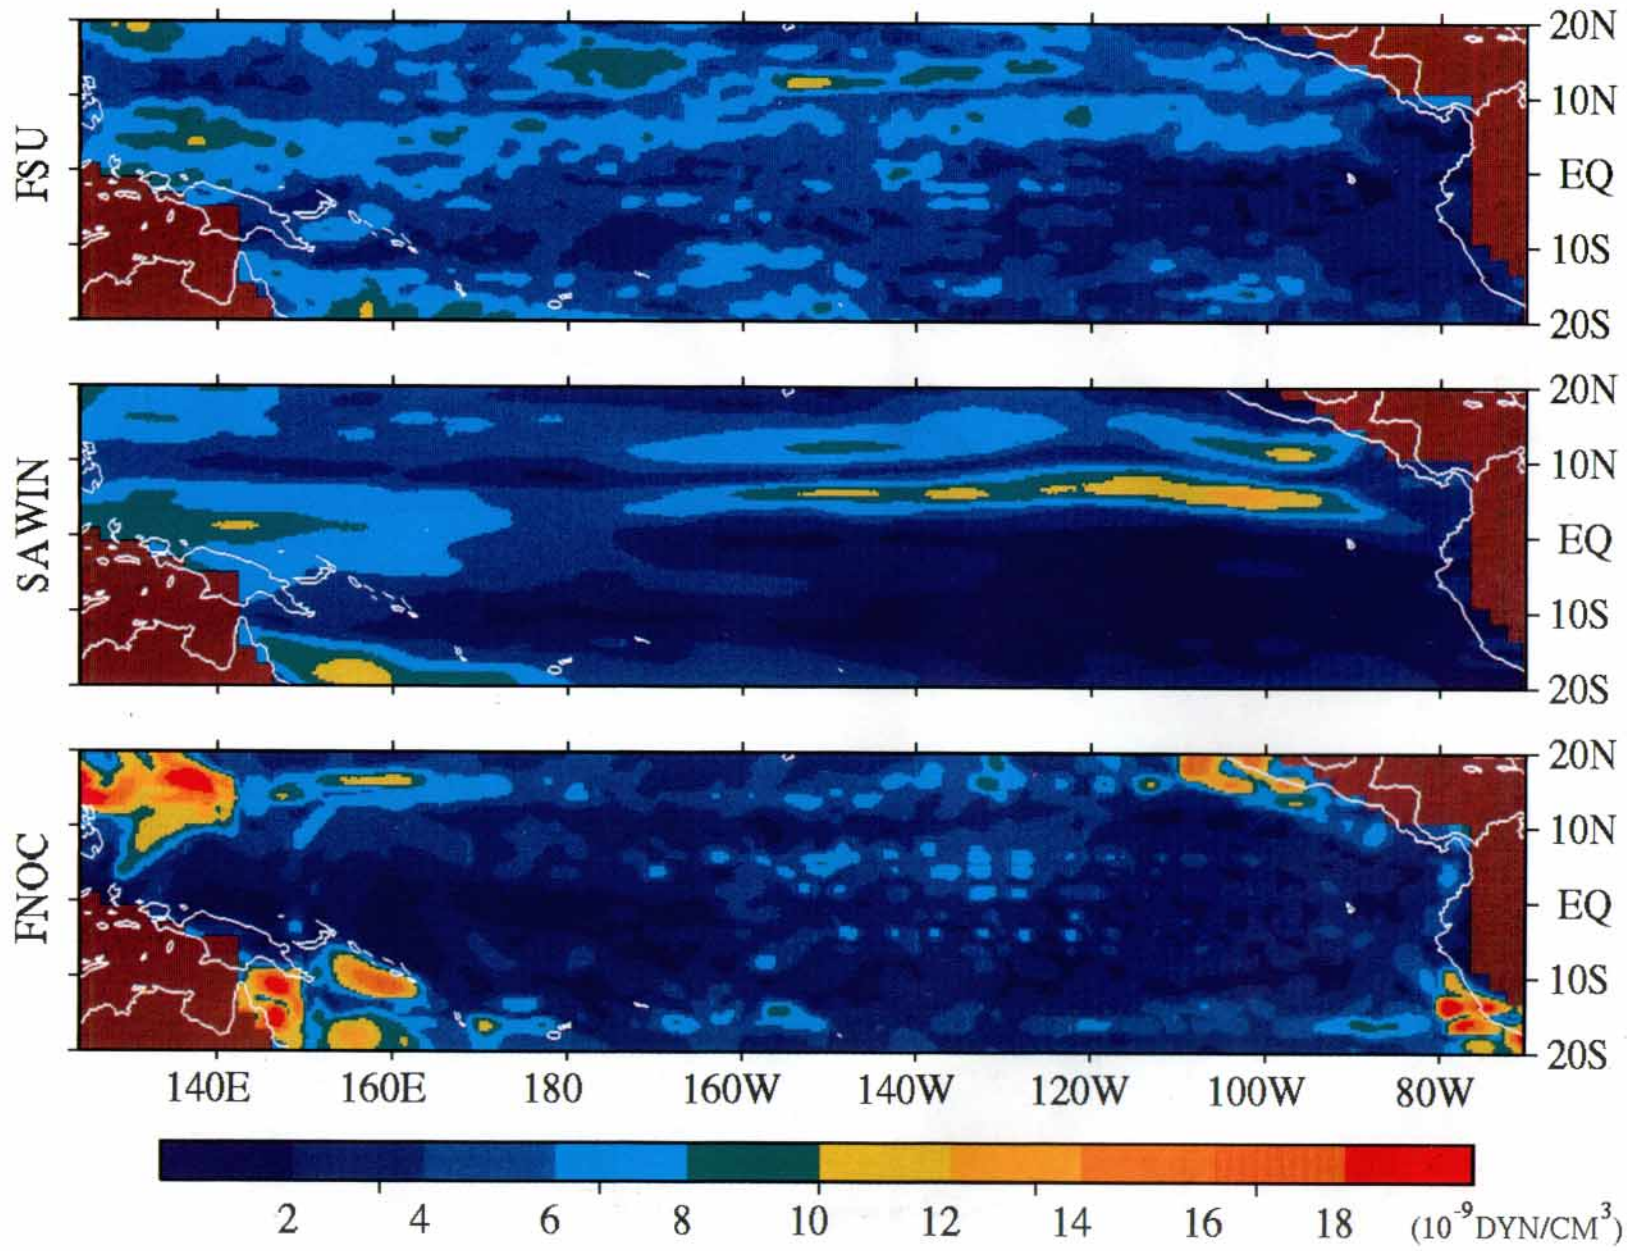 FSU
20N
10N
EQ
10S
20S
SAWIN
20N
10N
EQ
10S
20S
FNOC
20N
10N
EQ
10S
20S
140E 160E 180 160W 140W 120W 100W 80W
2 4 6 8 10 12 14 16 18 (10⁻⁹DYN/CM³)